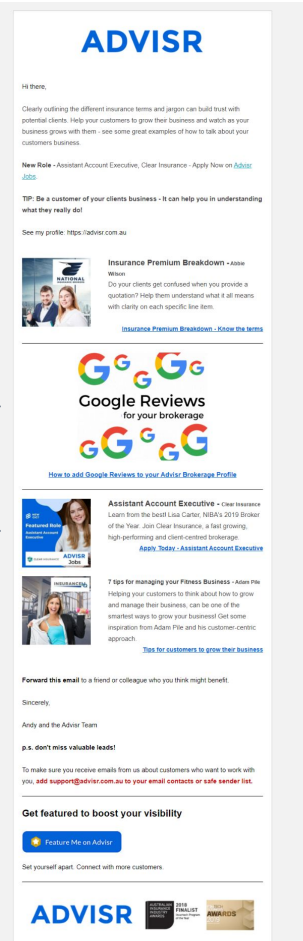 ADVISR
Hi there,
Clearly outlining the different insurance terms and jargon can build trust with
potential clients. Help your customers to grow their business and watch as your
business grows with them - see some great examples of how to talk about your
customers business.
New Role - Assistant Account Executive, Clear Insurance - Apply Now on Advisr
Jobs.
TIP: Be a customer of your clients business - It can help you in understanding
what they really do!
See my profile: https://advisr.com.au
NATIONAL
Insurance Premium Breakdown - Abbie
Wilson
Do your clients get confused when you provide a
quotation? Help them understand what it all means
with clarity on each specific line item.
Insurance Premium Breakdown - Know the terms
Google Reviews
for your brokerage
How to add Google Reviews to your Advisr Brokerage Profile
Featured Role
Assistant Account
Executive
ADVISR
Jobs
Assistant Account Executive - Clear Insurance
Learn from the best! Lisa Carter, NIBA's 2019 Broker
of the Year. Join Clear Insurance, a fast growing,
high-performing and client-centred brokerage.
Apply Today - Assistant Account Executive
7 tips for managing your Fitness Business - Adam Pile
Helping your customers to think about how to grow
and manage their business, can be one of the
smartest ways to grow your business! Get some
inspiration from Adam Pile and his customer-centric
approach.
Tips for customers to grow their business
Forward this email to a friend or colleague who you think might benefit.
Sincerely,
Andy and the Advisr Team
p.s. don't miss valuable leads!
To make sure you receive emails from us about customers who want to work with
you, add support@advisr.com.au to your email contacts or safe sender list.
Get featured to boost your visibility
Feature Me on Advisr
Set yourself apart. Connect with more customers.
ADVISR
AUSTRALIAN
INSURANCE
INDUSTRY
AWARDS
2018
FINALIST
AWARDS